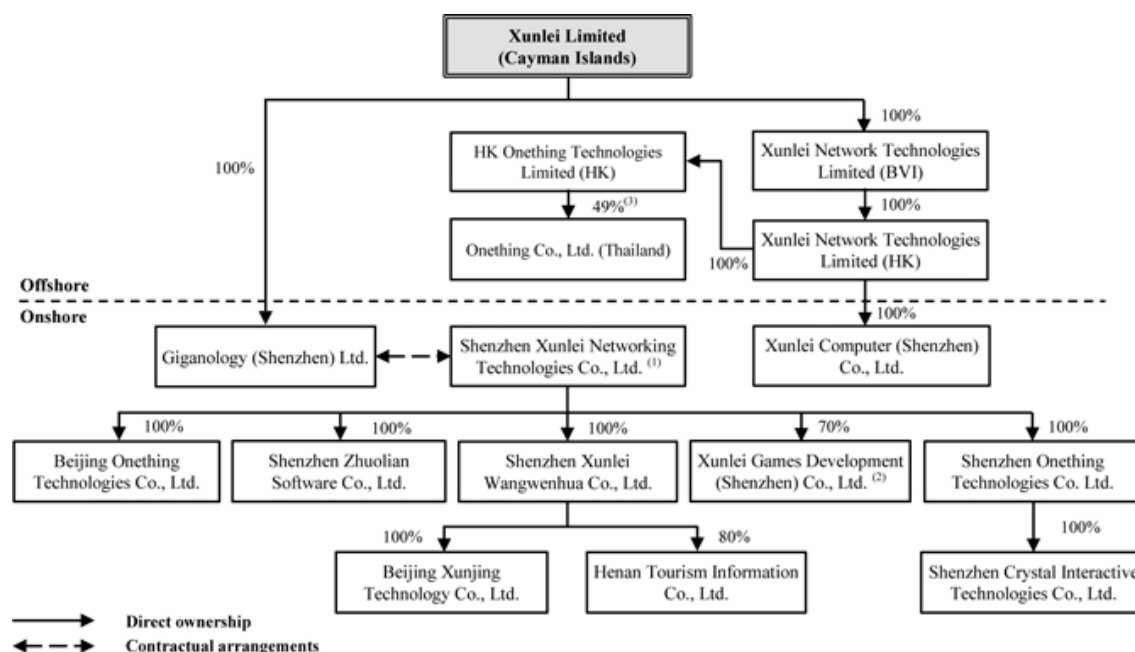 Xunlei Limited
(Cayman Islands)
100%
100%
HK Onething Technologies
Limited (HK)
Xunlei Network Technologies
Limited (BVI)
49%(3)
100%
Onething Co., Ltd. (Thailand)
Xunlei Network Technologies
Limited (HK)
100%
Offshore
Onshore
100%
Giganology (Shenzhen) Ltd.
Shenzhen Xunlei Networking
Technologies Co., Ltd. (1)
Xunlei Computer (Shenzhen)
Co., Ltd.
100%
100%
100%
70%
100%
Beijing Onething
Technologies Co., Ltd.
Shenzhen Zhuolian
Software Co., Ltd.
Shenzhen Xunlei
Wangwenhua Co., Ltd.
Xunlei Games Development
(Shenzhen) Co., Ltd. (2)
Shenzhen Onething
Technologies Co. Ltd.
100%
80%
100%
Beijing Xunjing
Technology Co., Ltd.
Henan Tourism Information
Co., Ltd.
Shenzhen Crystal Interactive
Technologies Co., Ltd.
Direct ownership
Contractual arrangements